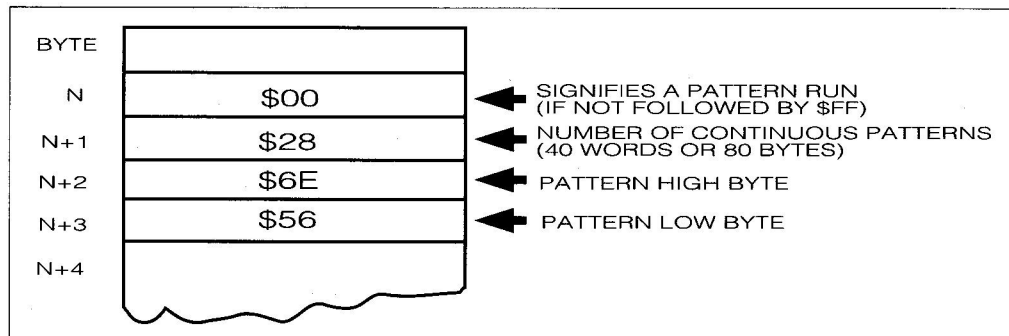 BYTE
N
$00
SIGNIFIES A PATTERN RUN
(IF NOT FOLLOWED BY $FF)
N+1
$28
NUMBER OF CONTINUOUS PATTERNS
(40 WORDS OR 80 BYTES)
N+2
$6E
PATTERN HIGH BYTE
N+3
$56
PATTERN LOW BYTE
N+4